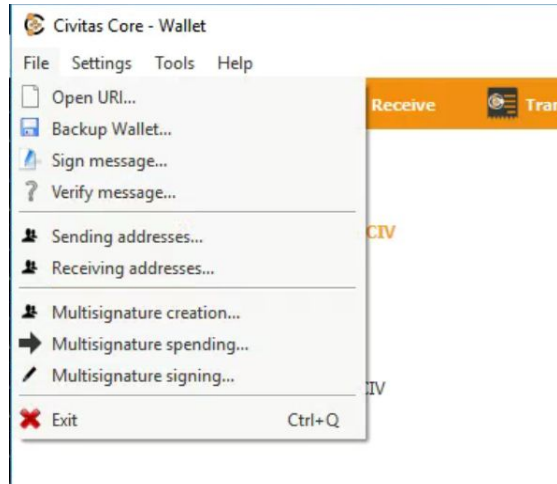 Civitas Core - Wallet
File Settings Tools Help
Open URI...
Receive
Backup Wallet...
Sign message...
Verify message...
Sending addresses...
CIV
Receiving addresses...
Multisignature creation...
Multisignature spending...
Multisignature signing...
Exit Ctrl+Q